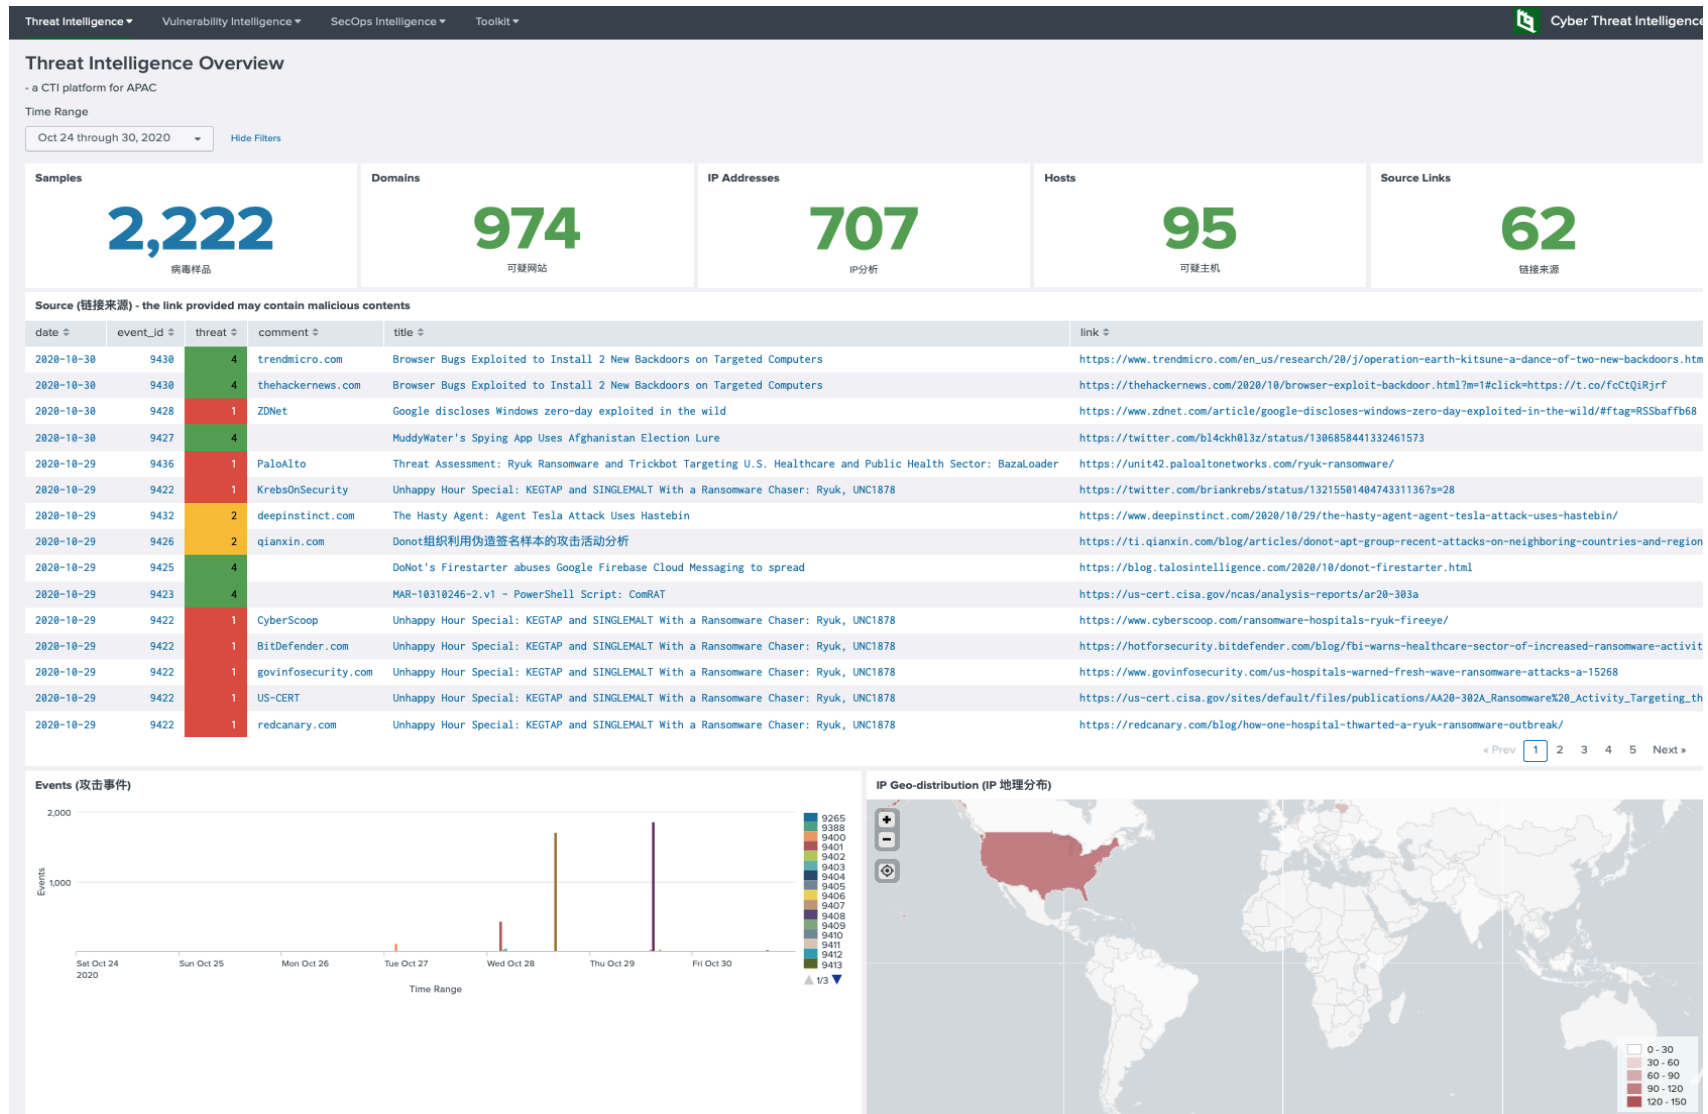 Threat Intelligence Vulnerability Intelligence SecOps Intelligence Toolkit Cyber Threat Intelligence
Threat Intelligence Overview
- a CTI platform for APAC
Time Range
Oct 24 through 30, 2020 Hide Filters
Samples Domains IP Addresses Hosts Source Links
2,222 974 707 95 62
病毒样品 可疑网站 IP分析 可疑主机 链接来源
Source (链接来源) - the link provided may contain malicious contents
date event_id threat comment title link
2020-10-30 9430 4 trendmicro.com Browser Bugs Exploited to Install 2 New Backdoors on Targeted Computers https://www.trendmicro.com/en_us/research/20/j/operation-earth-kitsune-a-dance-of-two-new-backdoors.htm
2020-10-30 9430 4 thehackernews.com Browser Bugs Exploited to Install 2 New Backdoors on Targeted Computers https://thehackernews.com/2020/10/browser-exploit-backdoor.html?m=1#click=https://t.co/fcCtQiRjrf
2020-10-30 9428 1 ZDNet Google discloses Windows zero-day exploited in the wild https://www.zdnet.com/article/google-discloses-windows-zero-day-exploited-in-the-wild/#ftag=RSSbaffb68
2020-10-30 9427 4 MuddyWater's Spying App Uses Afghanistan Election Lure https://twitter.com/bl4ckh0l3z/status/1306858441332461573
2020-10-29 9436 1 PaloAlto Threat Assessment: Ryuk Ransomware and Trickbot Targeting U.S. Healthcare and Public Health Sector: BazaLoader https://unit42.paloaltonetworks.com/ryuk-ransomware/
2020-10-29 9422 1 KrebsOnSecurity Unhappy Hour Special: KEGTAP and SINGLEMALT With a Ransomware Chaser: Ryuk, UNC1878 https://twitter.com/briankrebs/status/1321550140474331136?s=28
2020-10-29 9432 2 deepinstinct.com The Hasty Agent: Agent Tesla Attack Uses Hastebin https://www.deepinstinct.com/2020/10/29/the-hasty-agent-agent-tesla-attack-uses-hastebin/
2020-10-29 9426 2 qianxin.com Donot组织利用伪造签名样本的攻击活动分析 https://ti.qianxin.com/blog/articles/donot-apt-group-recent-attacks-on-neighboring-countries-and-region
2020-10-29 9425 4 DoNot's Firestarter abuses Google Firebase Cloud Messaging to spread https://blog.talosintelligence.com/2020/10/donot-firestarter.html
2020-10-29 9423 4 MAR-10310246-2.v1 - PowerShell Script: ComRAT https://us-cert.cisa.gov/ncas/analysis-reports/ar20-303a
2020-10-29 9422 1 CyberScoop Unhappy Hour Special: KEGTAP and SINGLEMALT With a Ransomware Chaser: Ryuk, UNC1878 https://www.cyberscoop.com/ransomware-hospitals-ryuk-fireeye/
2020-10-29 9422 1 BitDefender.com Unhappy Hour Special: KEGTAP and SINGLEMALT With a Ransomware Chaser: Ryuk, UNC1878 https://hotforsecurity.bitdefender.com/blog/fbi-warns-healthcare-sector-of-increased-ransomware-activit
2020-10-29 9422 1 govinfosecurity.com Unhappy Hour Special: KEGTAP and SINGLEMALT With a Ransomware Chaser: Ryuk, UNC1878 https://www.govinfosecurity.com/us-hospitals-warned-fresh-wave-ransomware-attacks-a-15268
2020-10-29 9422 1 US-CERT Unhappy Hour Special: KEGTAP and SINGLEMALT With a Ransomware Chaser: Ryuk, UNC1878 https://us-cert.cisa.gov/sites/default/files/publications/AA20-302A_Ransomware%20_Activity_Targeting_th
2020-10-29 9422 1 redcanary.com Unhappy Hour Special: KEGTAP and SINGLEMALT With a Ransomware Chaser: Ryuk, UNC1878 https://redcanary.com/blog/how-one-hospital-thwarted-a-ryuk-ransomware-outbreak/
« Prev 1 2 3 4 5 Next »
Events (攻击事件)
2,000
1,000
Events
Sat Oct 24 Sun Oct 25 Mon Oct 26 Tue Oct 27 Wed Oct 28 Thu Oct 29 Fri Oct 30
2020
Time Range
9265
9388
9400
9401
9402
9403
9404
9405
9406
9407
9408
9409
9410
9411
9412
9413
1/3
IP Geo-distribution (IP 地理分布)
0 - 30
30 - 60
60 - 90
90 - 120
120 - 150